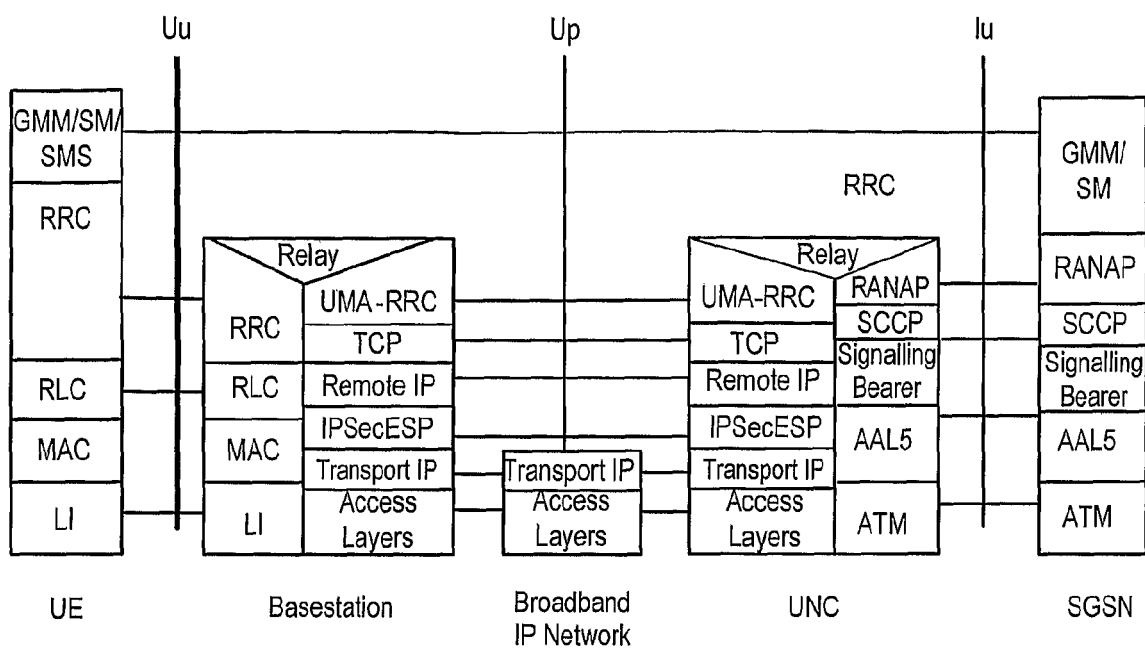 Uu
Up
Iu
GMM/SM/
SMS
RRC
RLC
MAC
LI
Relay
RRC
RLC
MAC
LI
UMA-RRC
TCP
Remote IP
IPSecESP
Transport IP
Access
Layers
Transport IP
Access
Layers
RRC
Relay
UMA-RRC
TCP
Remote IP
IPSecESP
Transport IP
Access
Layers
RANAP
SCCP
Signalling
Bearer
AAL5
ATM
GMM/
SM
RANAP
SCCP
Signalling
Bearer
AAL5
ATM
UE
Basestation
Broadband
IP Network
UNC
SGSN